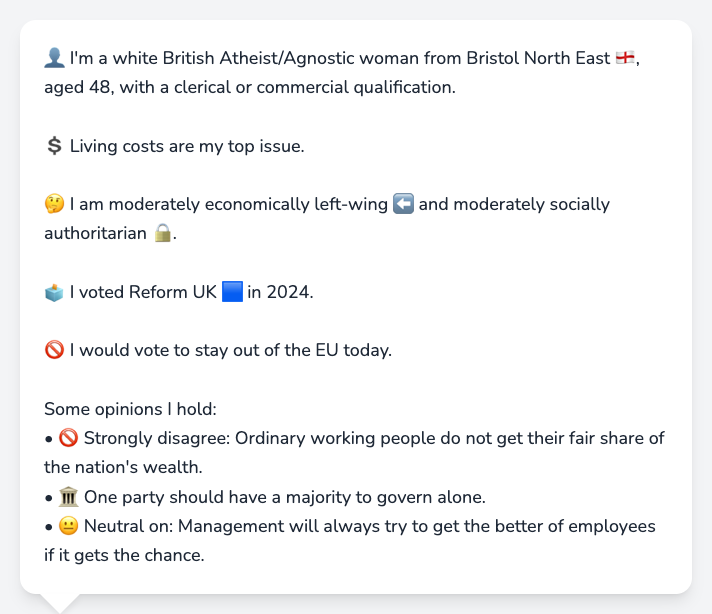 👤 I'm a white British Atheist/Agnostic woman from Bristol North East 🏴󠁧󠁢󠁥󠁮󠁧󠁿,
aged 48, with a clerical or commercial qualification.
💲 Living costs are my top issue.
🤔 I am moderately economically left-wing ⬅️ and moderately socially
authoritarian 🔒.
🗳️ I voted Reform UK 🟦 in 2024.
🚫 I would vote to stay out of the EU today.
Some opinions I hold:
• 🚫 Strongly disagree: Ordinary working people do not get their fair share of
the nation's wealth.
• 🏛️ One party should have a majority to govern alone.
• 😐 Neutral on: Management will always try to get the better of employees
if it gets the chance.